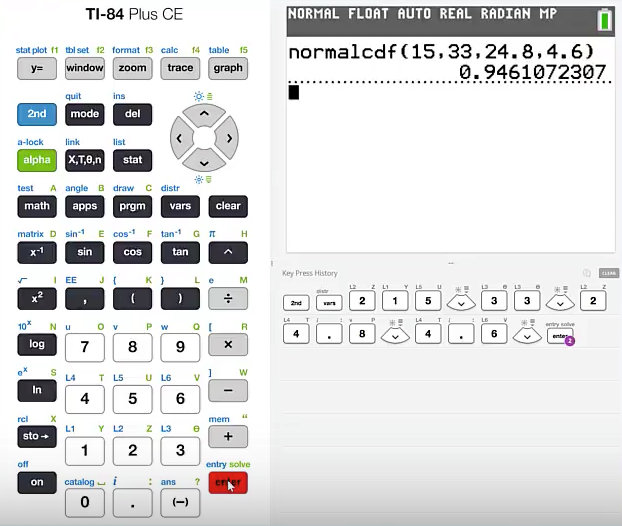 TI-84 Plus CE
stat plot f1 tbl set f2 format f3 calc f4 table f5
y= window zoom trace graph
quit ins
2nd mode del
a-lock link list
alpha X,T,θ,n stat
test A angle B draw C distr
math apps prgm vars clear
matrix D sin⁻¹ E cos⁻¹ F tan⁻¹ G π H
x⁻¹ sin cos tan ^
√ I EE J { K } L e M
x² , ( ) ÷
10ˣ N u O v P w Q [ R
log 7 8 9 ×
eˣ S L4 T L5 U L6 V ] W
ln 4 5 6 −
rcl X L1 Y L2 Z L3 θ mem "
sto→ 1 2 3 +
off catalog i : ans ? entry solve
on 0 . (−) enter
NORMAL FLOAT AUTO REAL RADIAN MP
normalcdf(15,33,24.8,4.6)
0.9461072307
Key Press History CLEAR
distr L2 Z L1 Y L5 U L3 θ L3 θ L2 Z
2nd vars 2 1 5 3 3 2
L4 T i : v P L4 T i : L6 V entry solve
4 . 8 4 . 6 enter 2